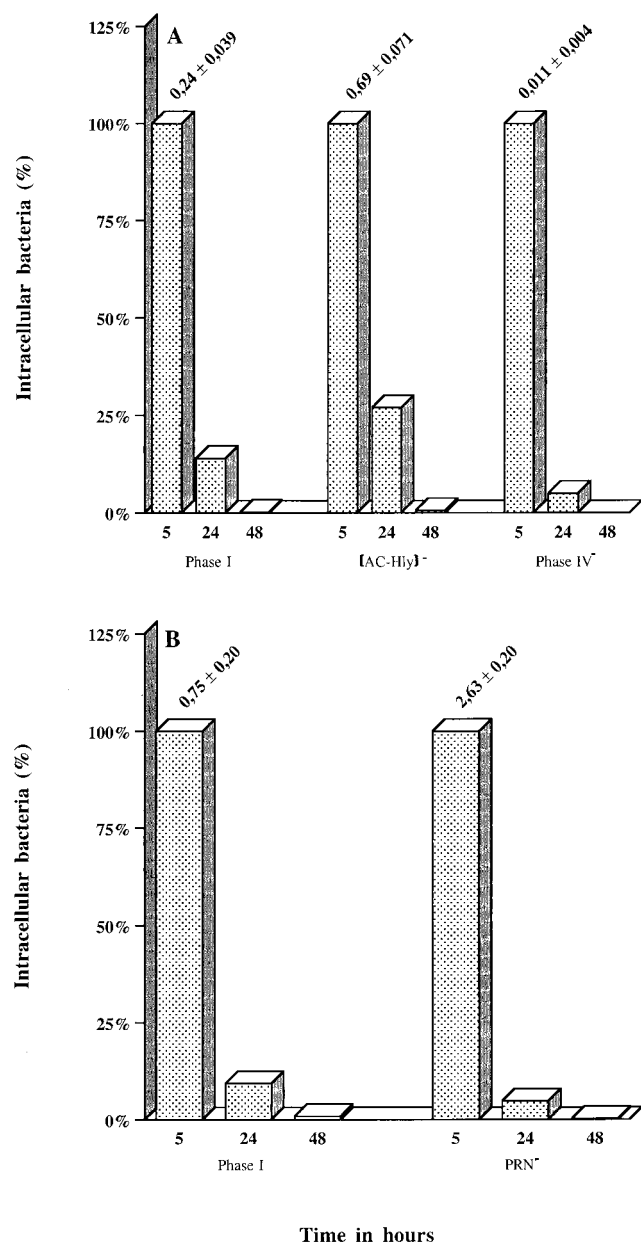 A
125%
0,24 ± 0,039
0,69 ± 0,071
0,011 ± 0,004
100%
75%
50%
25%
0%
Intracellular bacteria (%)
5 24 48 5 24 48 5 24 48
Phase I [AC-Hly]- Phase IV-
B
125%
0,75 ± 0,20
2,63 ± 0,20
100%
75%
50%
25%
0%
Intracellular bacteria (%)
5 24 48 5 24 48
Phase I PRN-
Time in hours